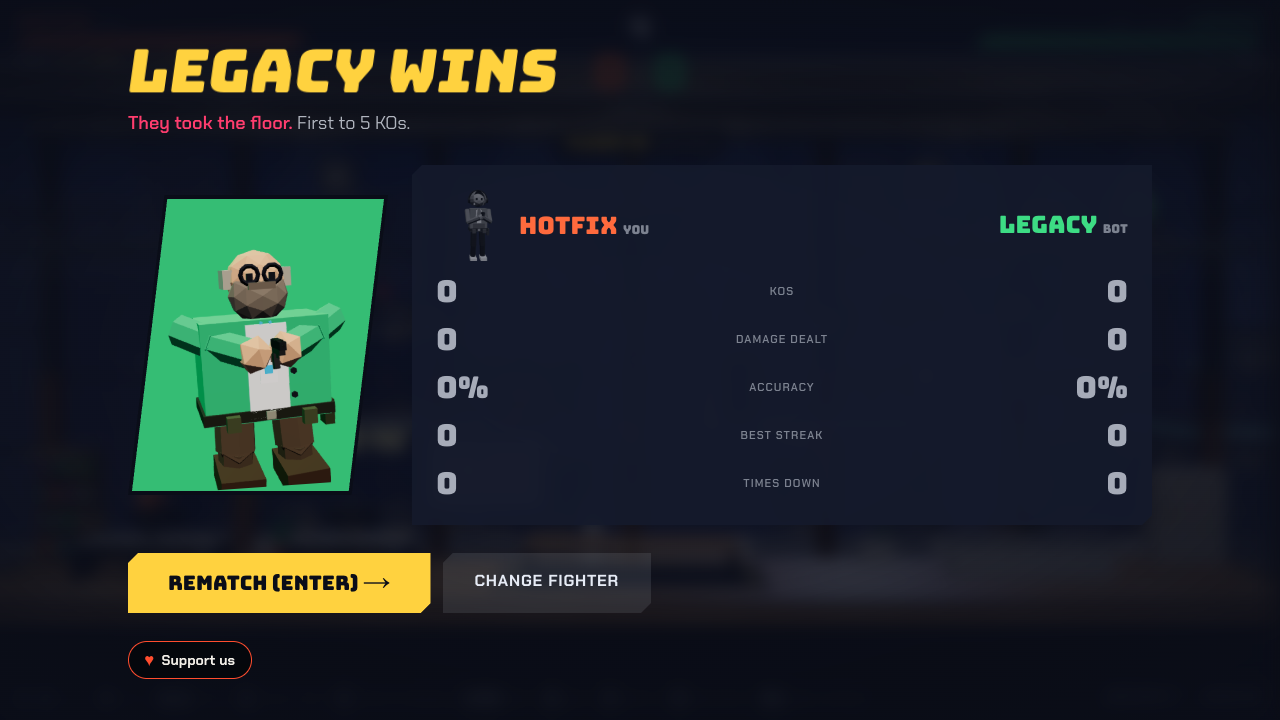 LEGACY WINS
They took the floor. First to 5 KOs.
HOTFIX YOU
LEGACY BOT
0 KOS 0
0 DAMAGE DEALT 0
0% ACCURACY 0%
0 BEST STREAK 0
0 TIMES DOWN 0
REMATCH (ENTER) →
CHANGE FIGHTER
♥ Support us